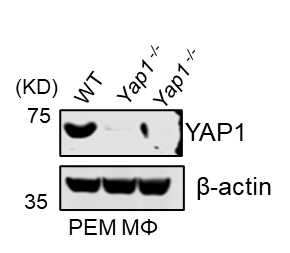 WT Yap1-/- Yap1-/-
(KD)
75
YAP1
β-actin
35
PEM MΦ